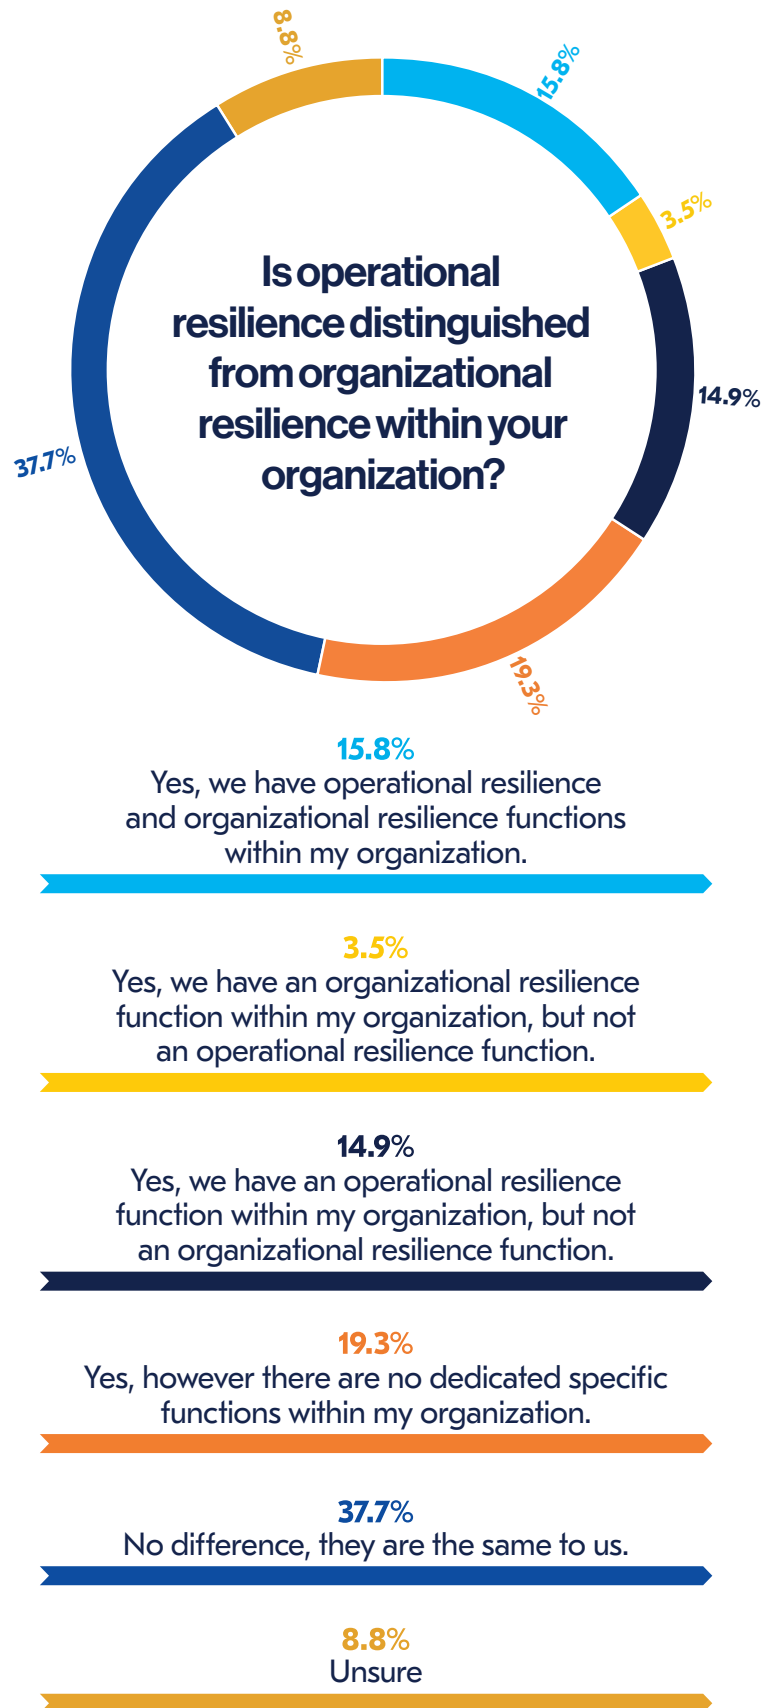 8.8%
15.8%
3.5%
Is operational
resilience distinguished
from organizational
resilience within your
organization?
14.9%
37.7%
19.3%
15.8%
Yes, we have operational resilience
and organizational resilience functions
within my organization.
3.5%
Yes, we have an organizational resilience
function within my organization, but not
an operational resilience function.
14.9%
Yes, we have an operational resilience
function within my organization, but not
an organizational resilience function.
19.3%
Yes, however there are no dedicated specific
functions within my organization.
37.7%
No difference, they are the same to us.
8.8%
Unsure